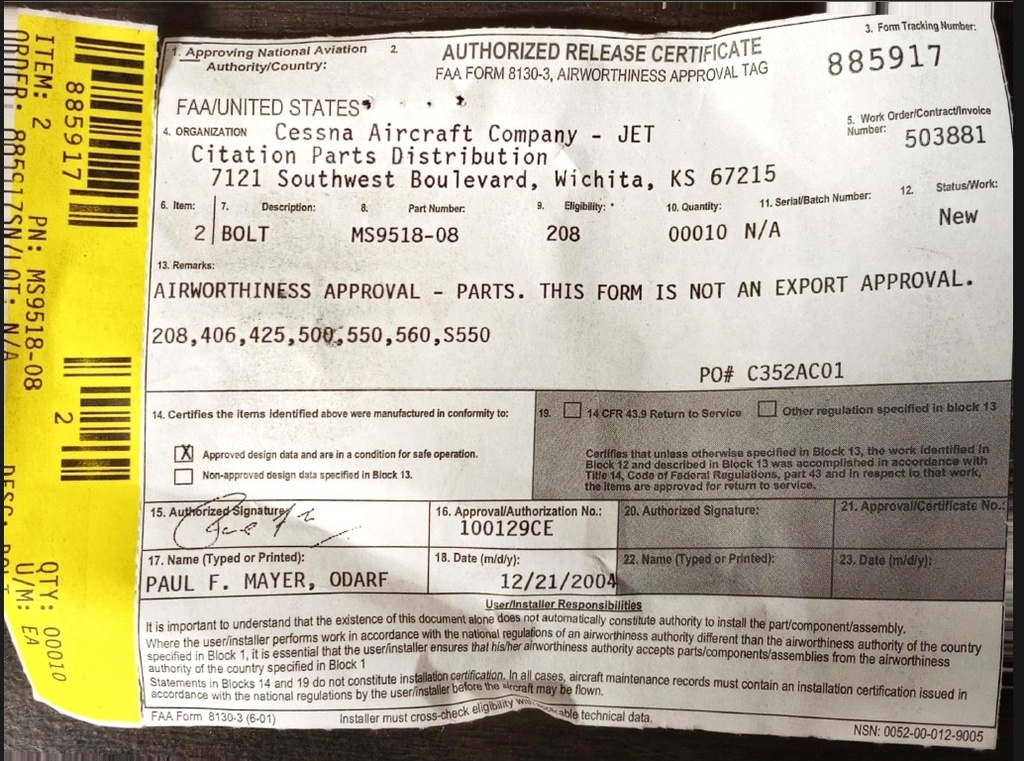 1. Approving National Aviation Authority/Country:
2.
AUTHORIZED RELEASE CERTIFICATE
FAA FORM 8130-3, AIRWORTHINESS APPROVAL TAG
3. Form Tracking Number:
885917
FAA/UNITED STATES
4. ORGANIZATION Cessna Aircraft Company - JET
Citation Parts Distribution
7121 Southwest Boulevard, Wichita, KS 67215
5. Work Order/Contract/Invoice
Number: 503881
6. Item: 7. Description: 8. Part Number: 9. Eligibility: * 10. Quantity: 11. Serial/Batch Number: 12. Status/Work:
2 BOLT MS9518-08 208 00010 N/A New
13. Remarks:
AIRWORTHINESS APPROVAL - PARTS. THIS FORM IS NOT AN EXPORT APPROVAL.
208,406,425,500,550,560,S550
PO# C352AC01
14. Certifies the items identified above were manufactured in conformity to:
X Approved design data and are in a condition for safe operation.
Non-approved design data specified in Block 13.
19. 14 CFR 43.9 Return to Service Other regulation specified in block 13
Certifies that unless otherwise specified in Block 13, the work identified in
Block 12 and described in Block 13 was accomplished in accordance with
Title 14, Code of Federal Regulations, part 43 and in respect to that work,
the items are approved for return to service.
15. Authorized Signature:
16. Approval/Authorization No.:
100129CE
20. Authorized Signature:
21. Approval/Certificate No.:
17. Name (Typed or Printed):
PAUL F. MAYER, ODARF
18. Date (m/d/y):
12/21/2004
22. Name (Typed or Printed):
23. Date (m/d/y):
User/Installer Responsibilities
It is important to understand that the existence of this document alone does not automatically constitute authority to install the part/component/assembly.
Where the user/installer performs work in accordance with the national regulations of an airworthiness authority different than the airworthiness authority of the country
specified in Block 1, it is essential that the user/installer ensures that his/her airworthiness authority accepts parts/components/assemblies from the airworthiness
authority of the country specified in Block 1
Statements in Blocks 14 and 19 do not constitute installation certification. In all cases, aircraft maintenance records must contain an installation certification issued in
accordance with the national regulations by the user/installer before the aircraft may be flown.
FAA Form 8130-3 (6-01)
Installer must cross-check eligibility technical data.
NSN: 0052-00-012-9005
885917
ITEM: 2 PN: MS9518-08 QTY: 00010
ORDER: 885917 SN/LOT: N/A U/M: EA
2